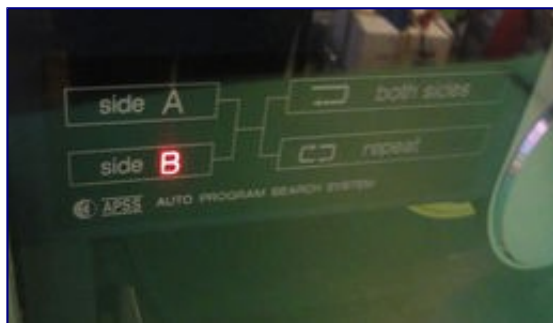 side A
both sides
side B
repeat
APSS AUTO PROGRAM SEARCH SYSTEM